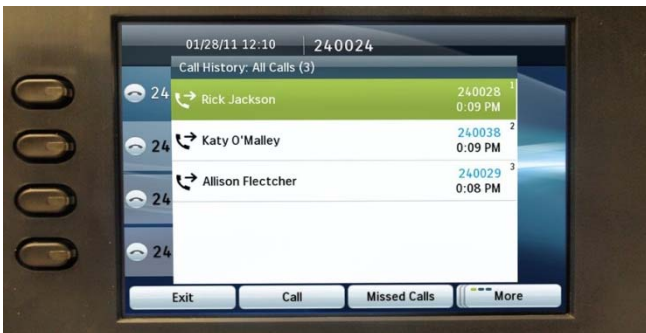 01/28/11 12:10 240024
Call History: All Calls (3)
24 Rick Jackson 240028 1
0:09 PM
24 Katy O'Malley 240038 2
0:09 PM
24 Allison Flectcher 240029 3
0:08 PM
24
Exit Call Missed Calls More